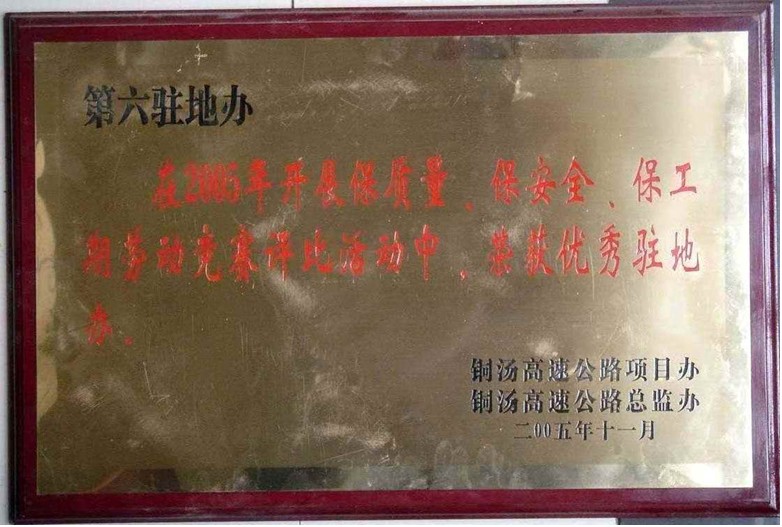 第六驻地办
在2005年开展保质量、保安全、保工
期劳动竞赛评比活动中、荣获优秀驻地
办、
铜汤高速公路项目办
铜汤高速公路总监办
二00五年十一月